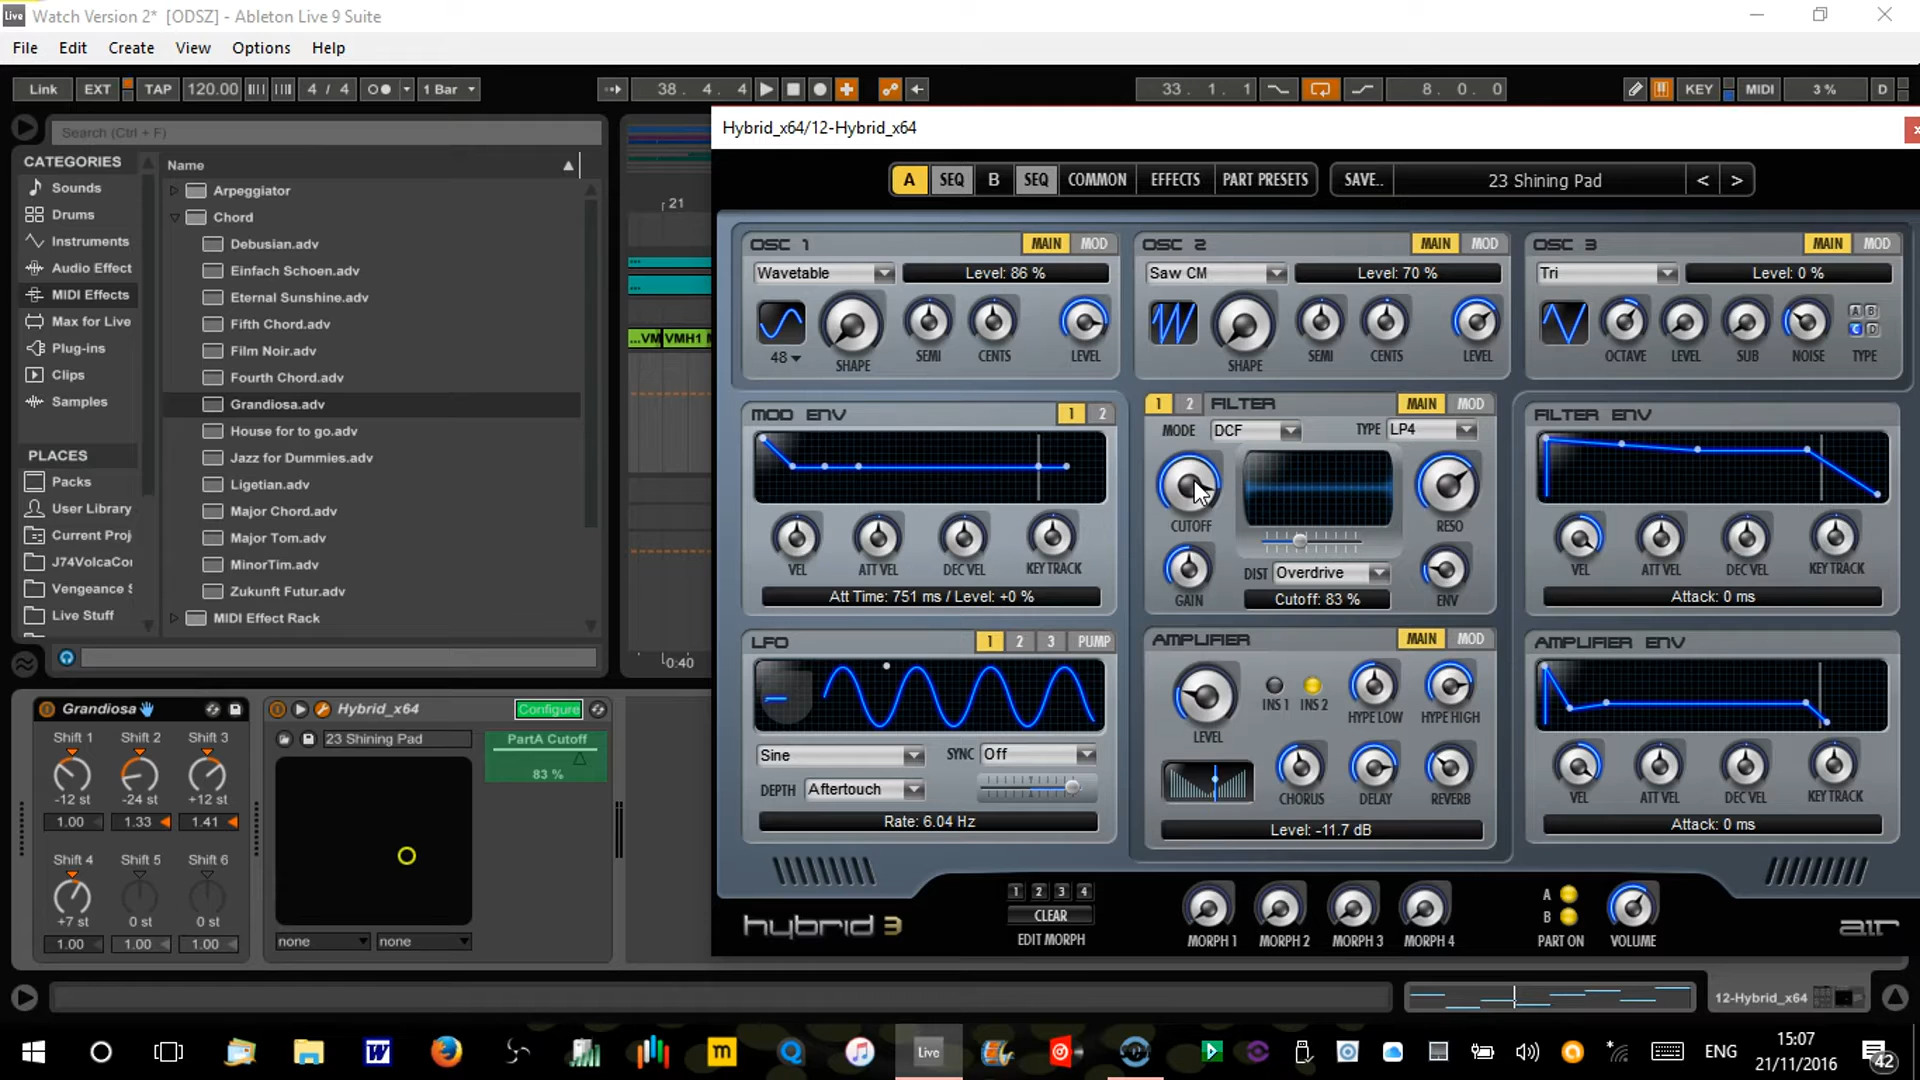 Live Watch Version 2* [ODSZ] - Ableton Live 9 Suite
File Edit Create View Options Help
Link EXT TAP 120.00 4 / 4 1 Bar 38. 4. 4 33. 1. 1 8. 0. 0 KEY MIDI 3 % D
Hybrid_x64/12-Hybrid_x64
Search (Ctrl + F)
CATEGORIES
Sounds
Drums
Instruments
Audio Effect
MIDI Effects
Max for Live
Plug-ins
Clips
Samples
PLACES
Packs
User Library
Current Proj
J74VolcaCor
Vengeance S
Live Stuff
Name
Arpeggiator
Chord
Debusian.adv
Einfach Schoen.adv
Eternal Sunshine.adv
Fifth Chord.adv
Film Noir.adv
Fourth Chord.adv
Grandiosa.adv
House for to go.adv
Jazz for Dummies.adv
Ligetian.adv
Major Chord.adv
Major Tom.adv
MinorTim.adv
Zukunft Futur.adv
MIDI Effect Rack
21
...VM VMH1
0:40
A SEQ B SEQ COMMON EFFECTS PART PRESETS SAVE.. 23 Shining Pad < >
OSC 1 MAIN MOD
Wavetable Level: 86 %
48 SHAPE SEMI CENTS LEVEL
OSC 2 MAIN MOD
Saw CM Level: 70 %
SHAPE SEMI CENTS LEVEL
OSC 3 MAIN MOD
Tri Level: 0 %
A B
C D
OCTAVE LEVEL SUB NOISE TYPE
MOD ENV 1 2
VEL ATT VEL DEC VEL KEY TRACK
Att Time: 751 ms / Level: +0 %
1 2 FILTER MAIN MOD
MODE DCF TYPE LP4
CUTOFF RESO
DIST Overdrive
GAIN Cutoff: 83 % ENV
FILTER ENV
VEL ATT VEL DEC VEL KEY TRACK
Attack: 0 ms
LFO 1 2 3 PUMP
Sine SYNC Off
DEPTH Aftertouch
Rate: 6.04 Hz
AMPLIFIER MAIN MOD
LEVEL INS 1 INS 2 HYPE LOW HYPE HIGH
CHORUS DELAY REVERB
Level: -11.7 dB
AMPLIFIER ENV
VEL ATT VEL DEC VEL KEY TRACK
Attack: 0 ms
hybrid 3
1 2 3 4
CLEAR
EDIT MORPH
MORPH 1 MORPH 2 MORPH 3 MORPH 4
A
B
PART ON VOLUME
air
Grandiosa
Shift 1 Shift 2 Shift 3
-12 st -24 st +12 st
1.00 1.33 1.41
Shift 4 Shift 5 Shift 6
+7 st 0 st 0 st
1.00 1.00 1.00
Hybrid_x64 Configure
23 Shining Pad
PartA Cutoff
83 %
none none
12-Hybrid_x64
Live
ENG
15:07
21/11/2016
42